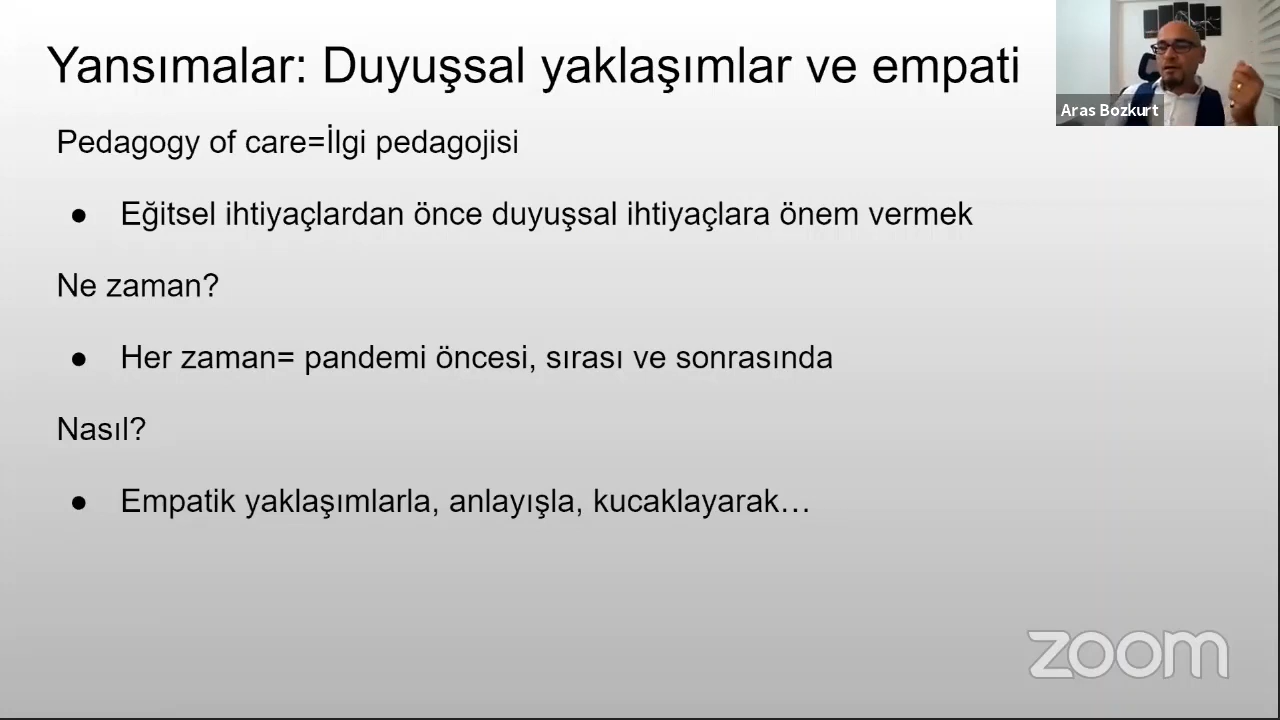 Yansımalar: Duyuşsal yaklaşımlar ve empati
Aras Bozkurt
Pedagogy of care=İlgi pedagojisi
● Eğitsel ihtiyaçlardan önce duyuşsal ihtiyaçlara önem vermek
Ne zaman?
● Her zaman= pandemi öncesi, sırası ve sonrasında
Nasıl?
● Empatik yaklaşımlarla, anlayışla, kucaklayarak…
zoom